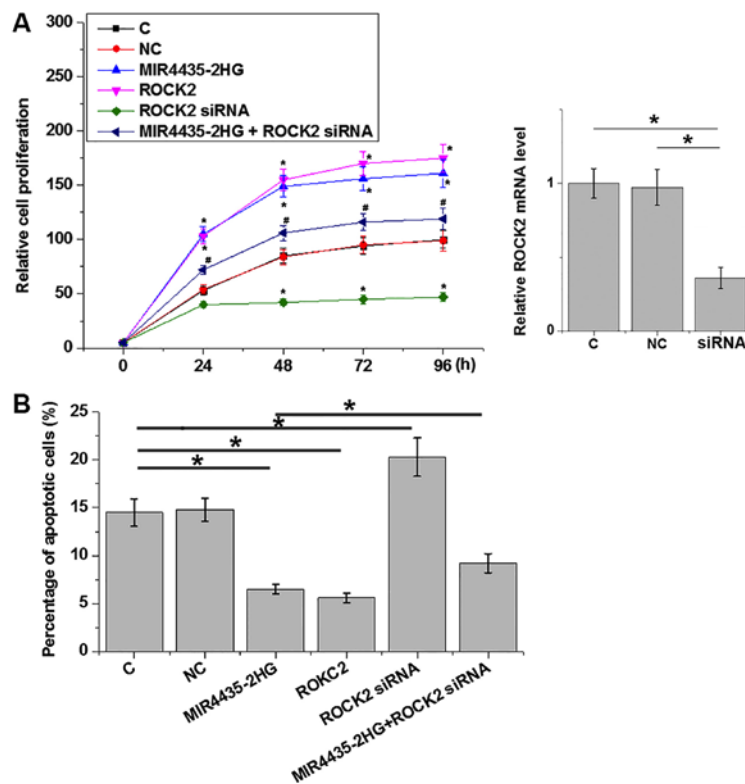 A
Relative cell proliferation
300
250
200
175
150
125
100
50
0
C
NC
MIR4435-2HG
ROCK2
ROCK2 siRNA
MIR4435-2HG + ROCK2 siRNA
* * * *
* * * *
# # # #
* * *
0 24 48 72 96 (h)
Relative ROCK2 mRNA level
1
0
*
*
C NC siRNA
B
Percentage of apoptotic cells (%)
25
20
15
10
5
0
*
*
*
*
C
NC
MIR4435-2HG
ROKC2
ROCK2 siRNA
MIR4435-2HG+ROCK2 siRNA